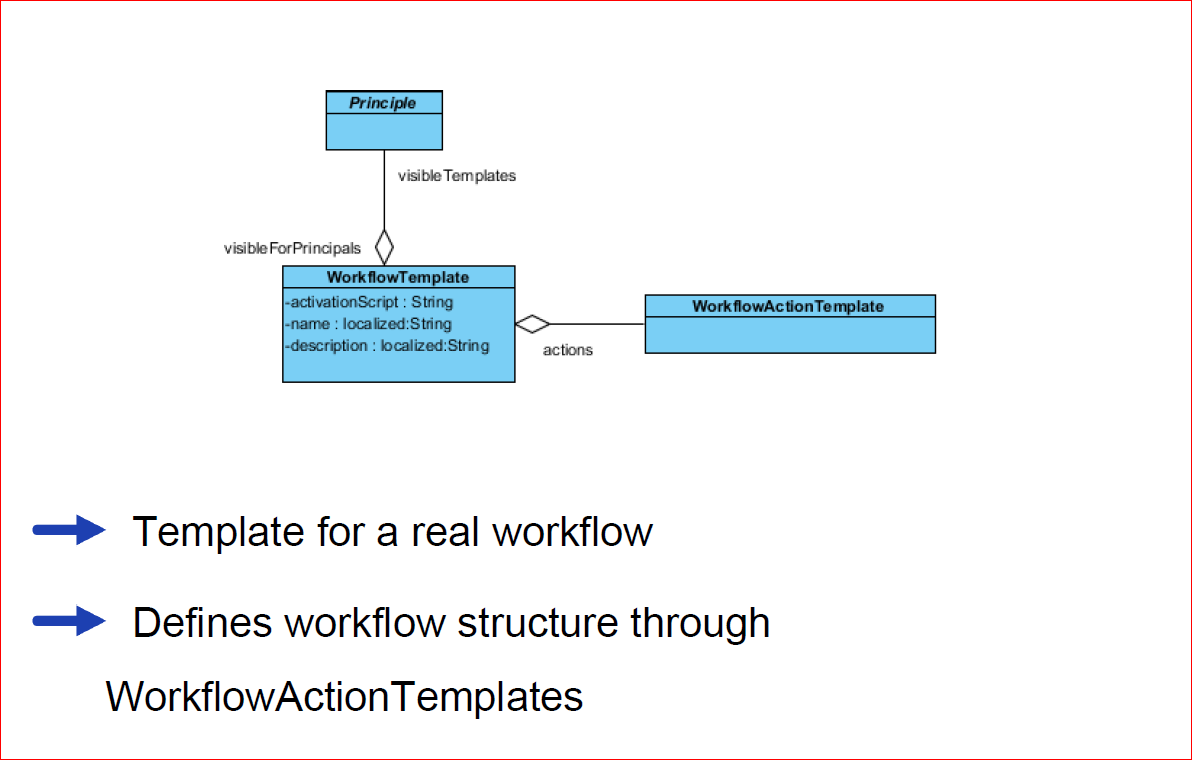 Principle
visibleTemplates
visibleForPrincipals
WorkflowTemplate
-activationScript : String
-name : localized:String
-description : localized:String
WorkflowActionTemplate
actions
Template for a real workflow
Defines workflow structure through
WorkflowActionTemplates